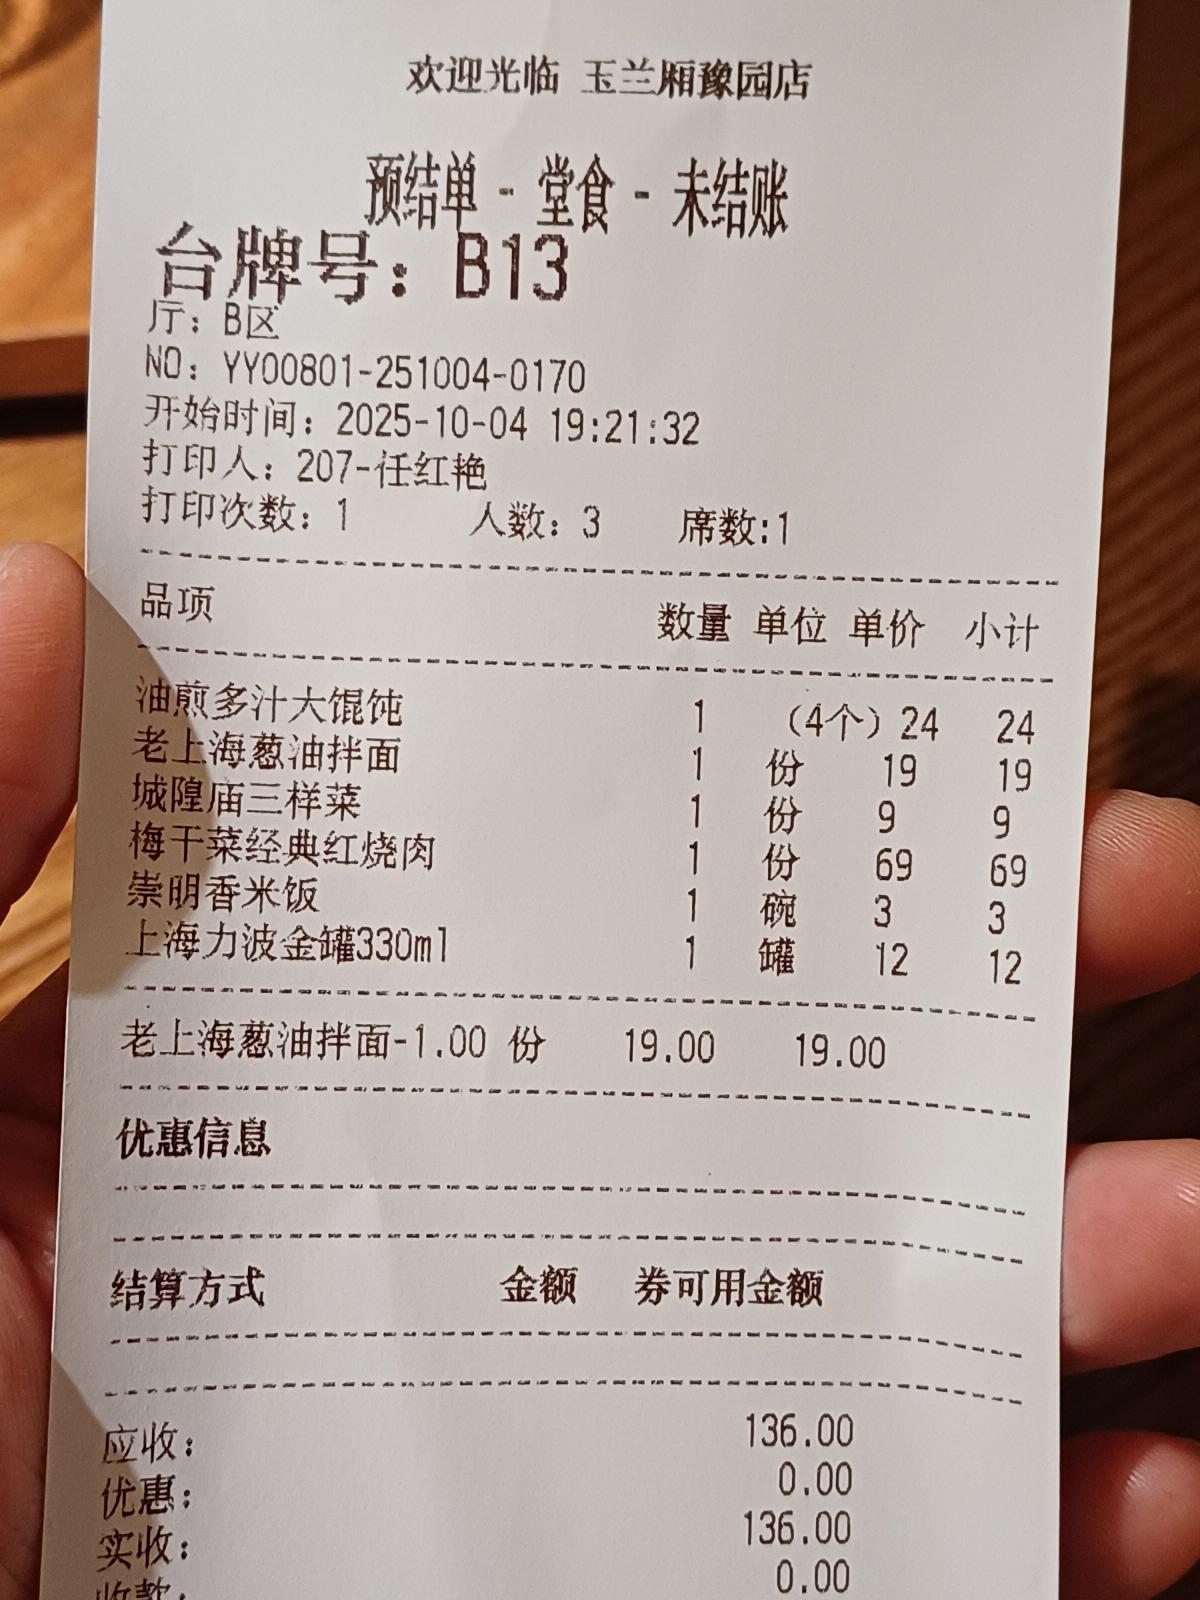 欢迎光临 玉兰厢豫园店
预结单 - 堂食 - 未结账
台牌号：B13
厅：B区
NO：YY00801-251004-0170
开始时间：2025-10-04 19:21:32
打印人：207-任红艳
打印次数：1 人数：3 席数:1
品项 数量 单位 单价 小计
油煎多汁大馄饨 1 （4个）24 24
老上海葱油拌面 1 份 19 19
城隍庙三样菜 1 份 9 9
梅干菜经典红烧肉 1 份 69 69
崇明香米饭 1 碗 3 3
上海力波金罐330ml 1 罐 12 12
老上海葱油拌面-1.00 份 19.00 19.00
优惠信息
结算方式 金额 券可用金额
应收： 136.00
优惠： 0.00
实收： 136.00
收款： 0.00